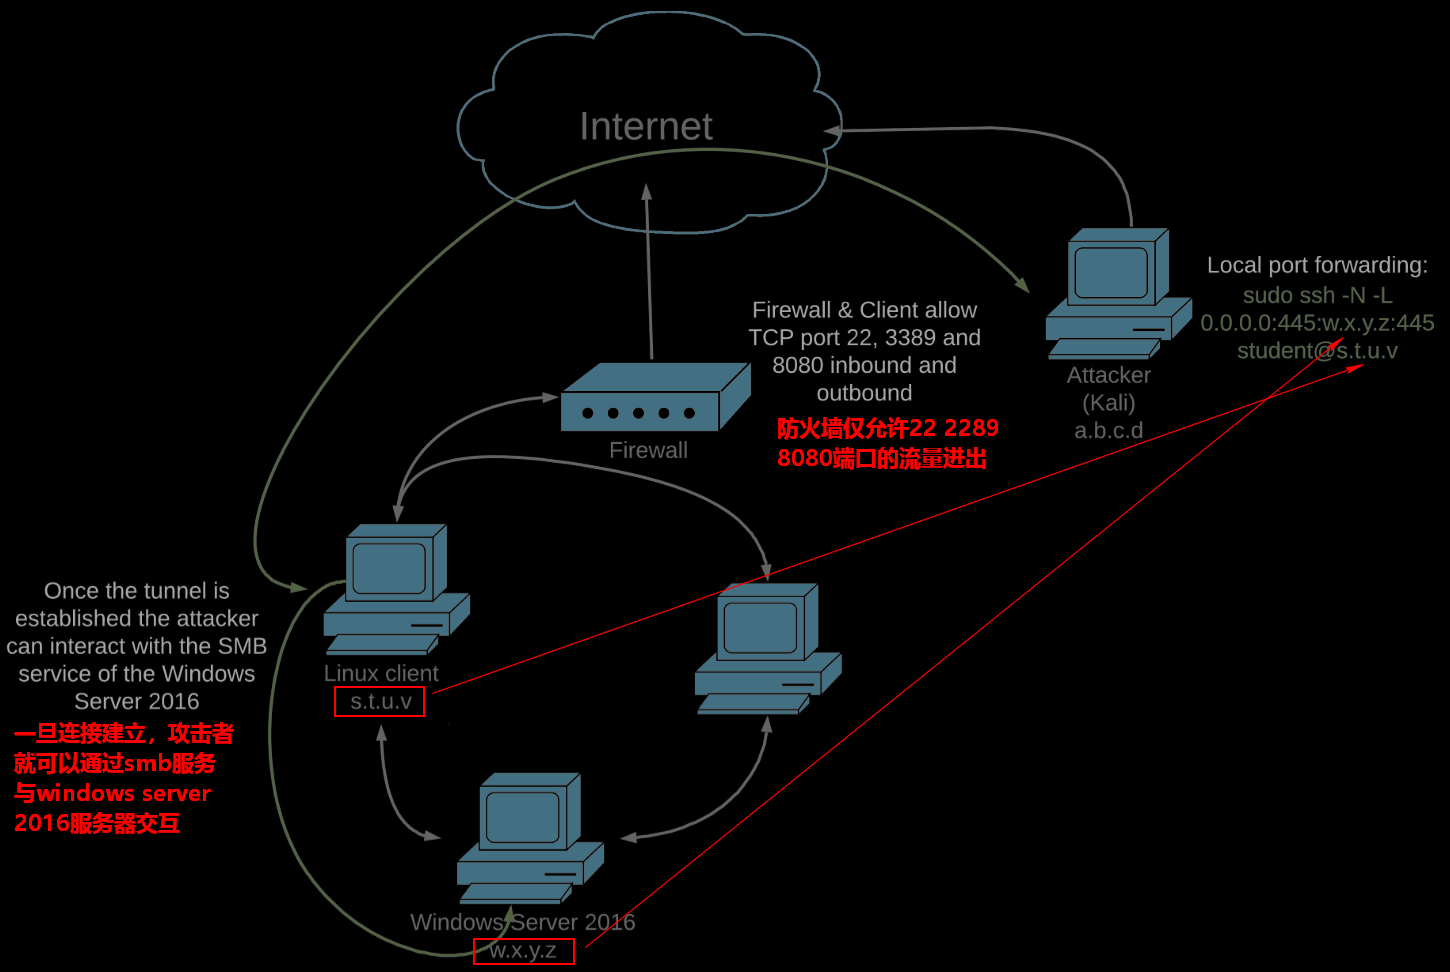 Internet
Local port forwarding:
sudo ssh -N -L
0.0.0.0:445:w.x.y.z:445
student@s.t.u.v
Firewall & Client allow
TCP port 22, 3389 and
8080 inbound and
outbound
防火墙仅允许22 2289
8080端口的流量进出
Attacker
(Kali)
a.b.c.d
Firewall
Once the tunnel is
established the attacker
can interact with the SMB
service of the Windows
Server 2016
一旦连接建立，攻击者
就可以通过smb服务
与windows server
2016服务器交互
Linux client
s.t.u.v
Windows Server 2016
w.x.y.z